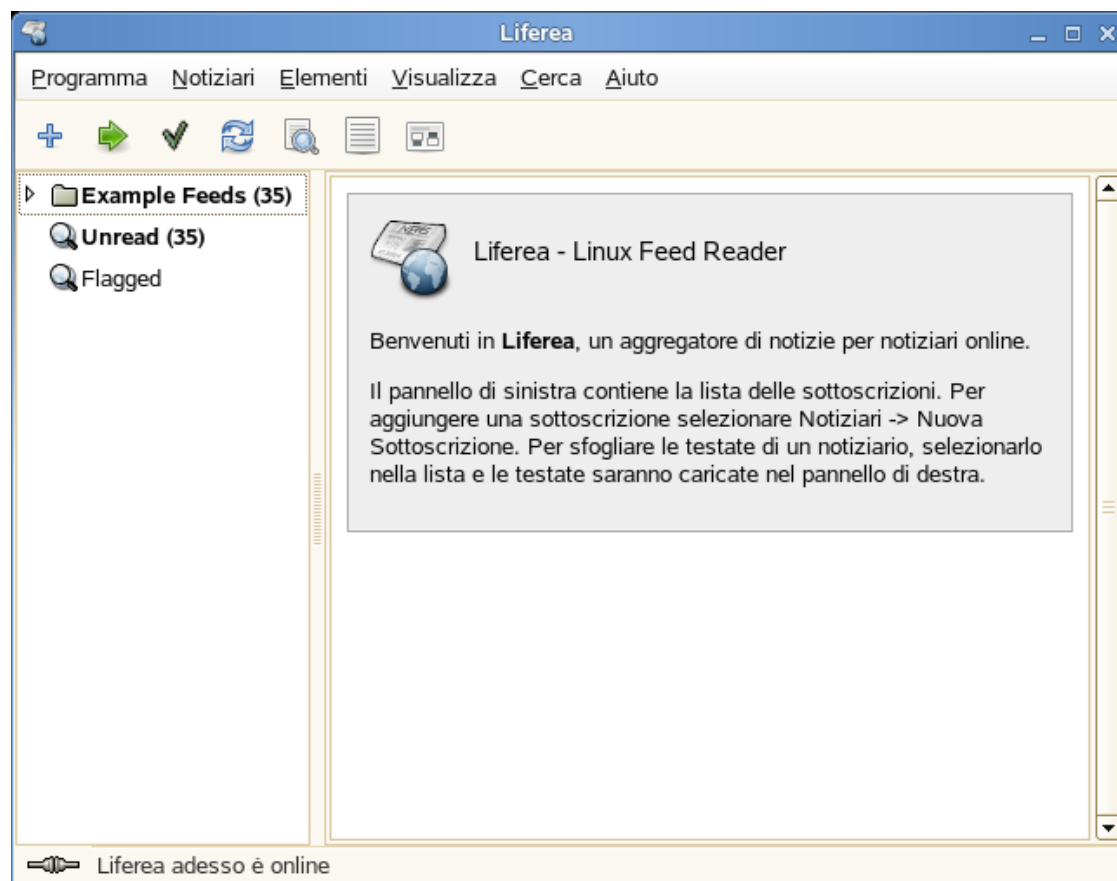 Liferea
Programma Notiziari Elementi Visualizza Cerca Aiuto
Example Feeds (35)
Unread (35)
Flagged
NEWS
Liferea - Linux Feed Reader
Benvenuti in Liferea, un aggregatore di notizie per notiziari online.
Il pannello di sinistra contiene la lista delle sottoscrizioni. Per
aggiungere una sottoscrizione selezionare Notiziari -> Nuova
Sottoscrizione. Per sfogliare le testate di un notiziario, selezionarlo
nella lista e le testate saranno caricate nel pannello di destra.
Liferea adesso é online